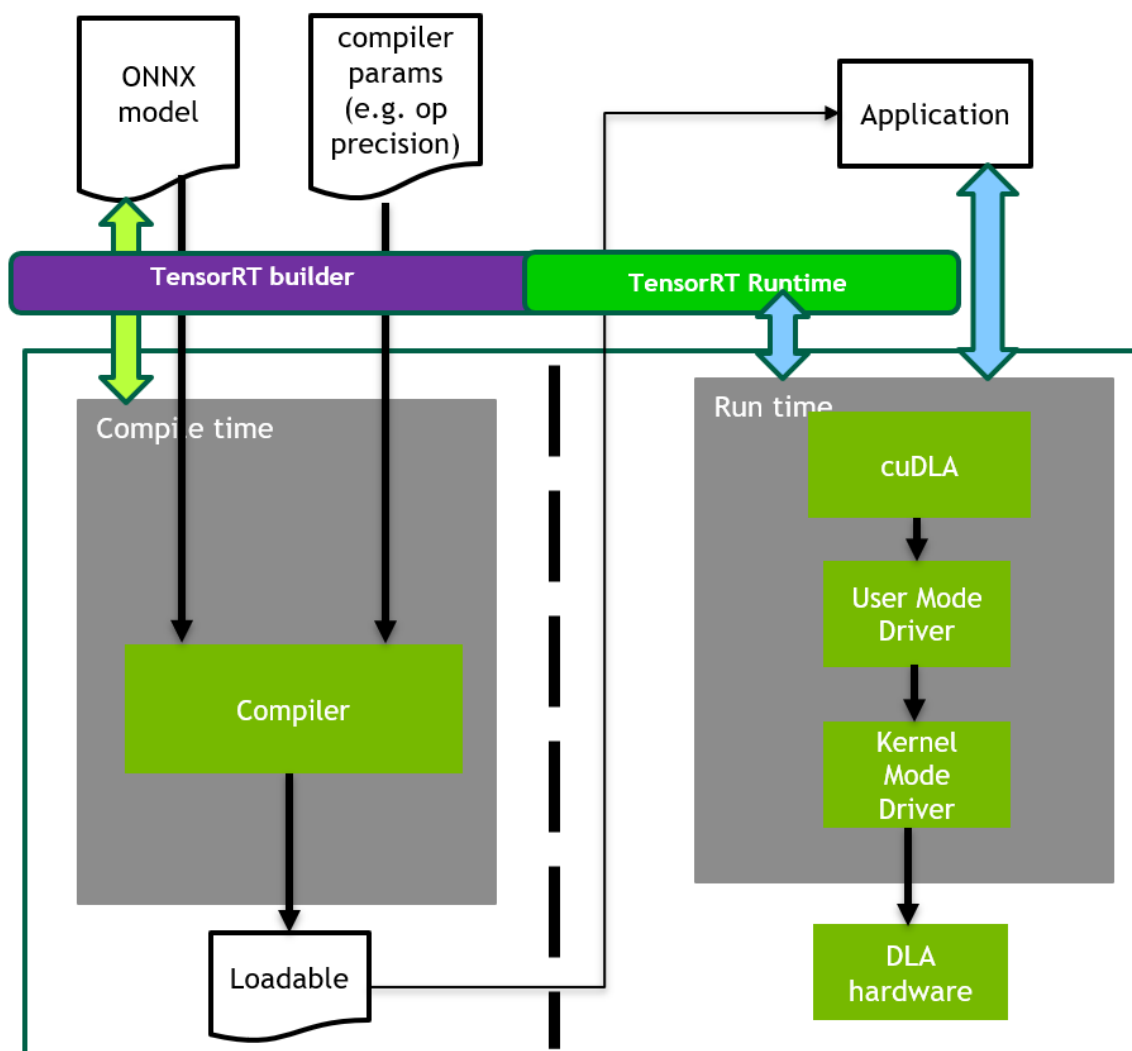 ONNX
model
compiler
params
(e.g. op
precision)
Application
TensorRT builder
TensorRT Runtime
Compile time
Run time
cuDLA
User Mode
Driver
Compiler
Kernel
Mode
Driver
Loadable
DLA
hardware